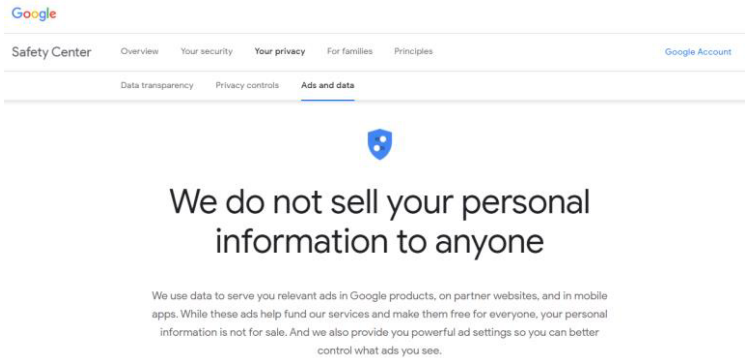 Google
Safety Center Overview Your security Your privacy For families Principles Google Account
Data transparency Privacy controls Ads and data
We do not sell your personal
information to anyone
We use data to serve you relevant ads in Google products, on partner websites, and in mobile
apps. While these ads help fund our services and make them free for everyone, your personal
information is not for sale. And we also provide you powerful ad settings so you can better
control what ads you see.